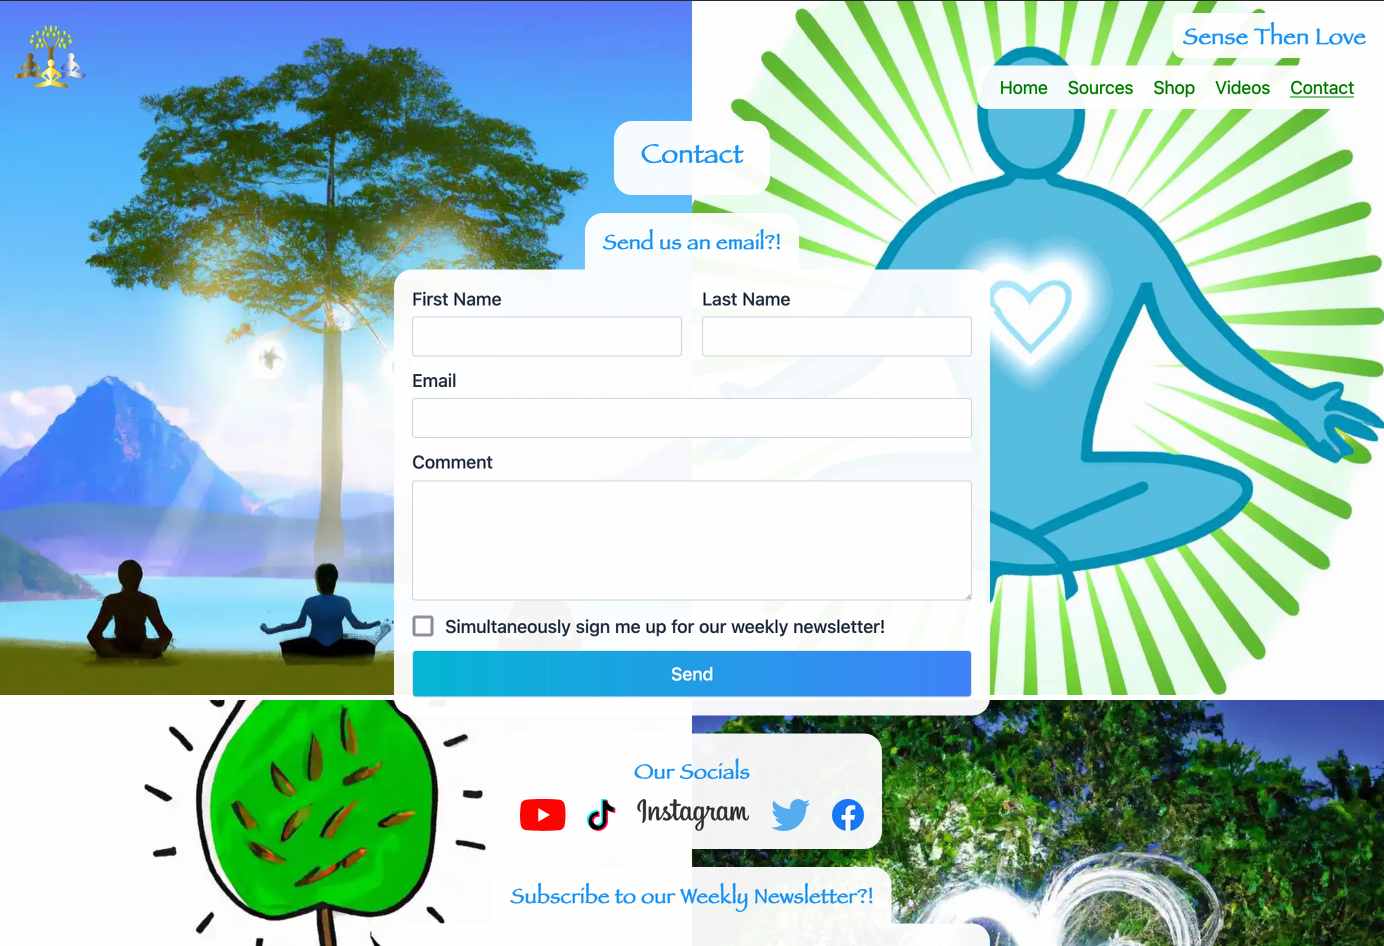 Sense Then Love
Home Sources Shop Videos Contact
Contact
Send us an email?!
First Name Last Name
Email
Comment
Simultaneously sign me up for our weekly newsletter!
Send
Our Socials
Instagram
Subscribe to our Weekly Newsletter?!